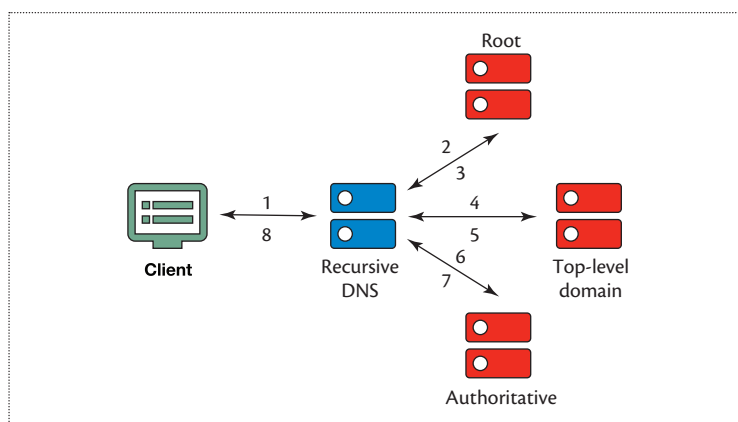 Root
2
3
1
8
4
5
6
7
Client
Recursive
DNS
Top-level
domain
Authoritative